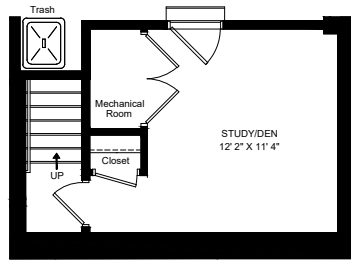 Trash
Mechanical
Room
STUDY/DEN
12' 2" X 11' 4"
Closet
UP